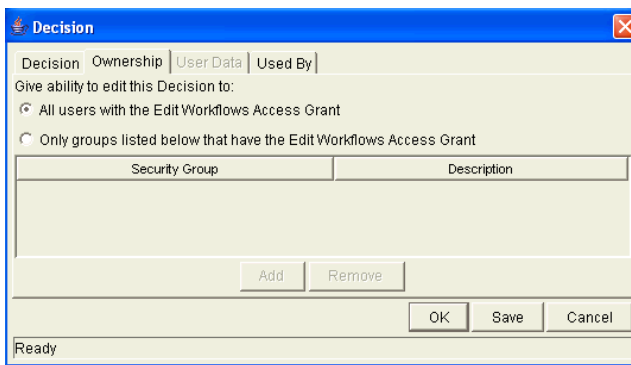 Decision
Decision Ownership User Data Used By
Give ability to edit this Decision to:
All users with the Edit Workflows Access Grant
Only groups listed below that have the Edit Workflows Access Grant
Security Group Description
Add Remove
OK Save Cancel
Ready